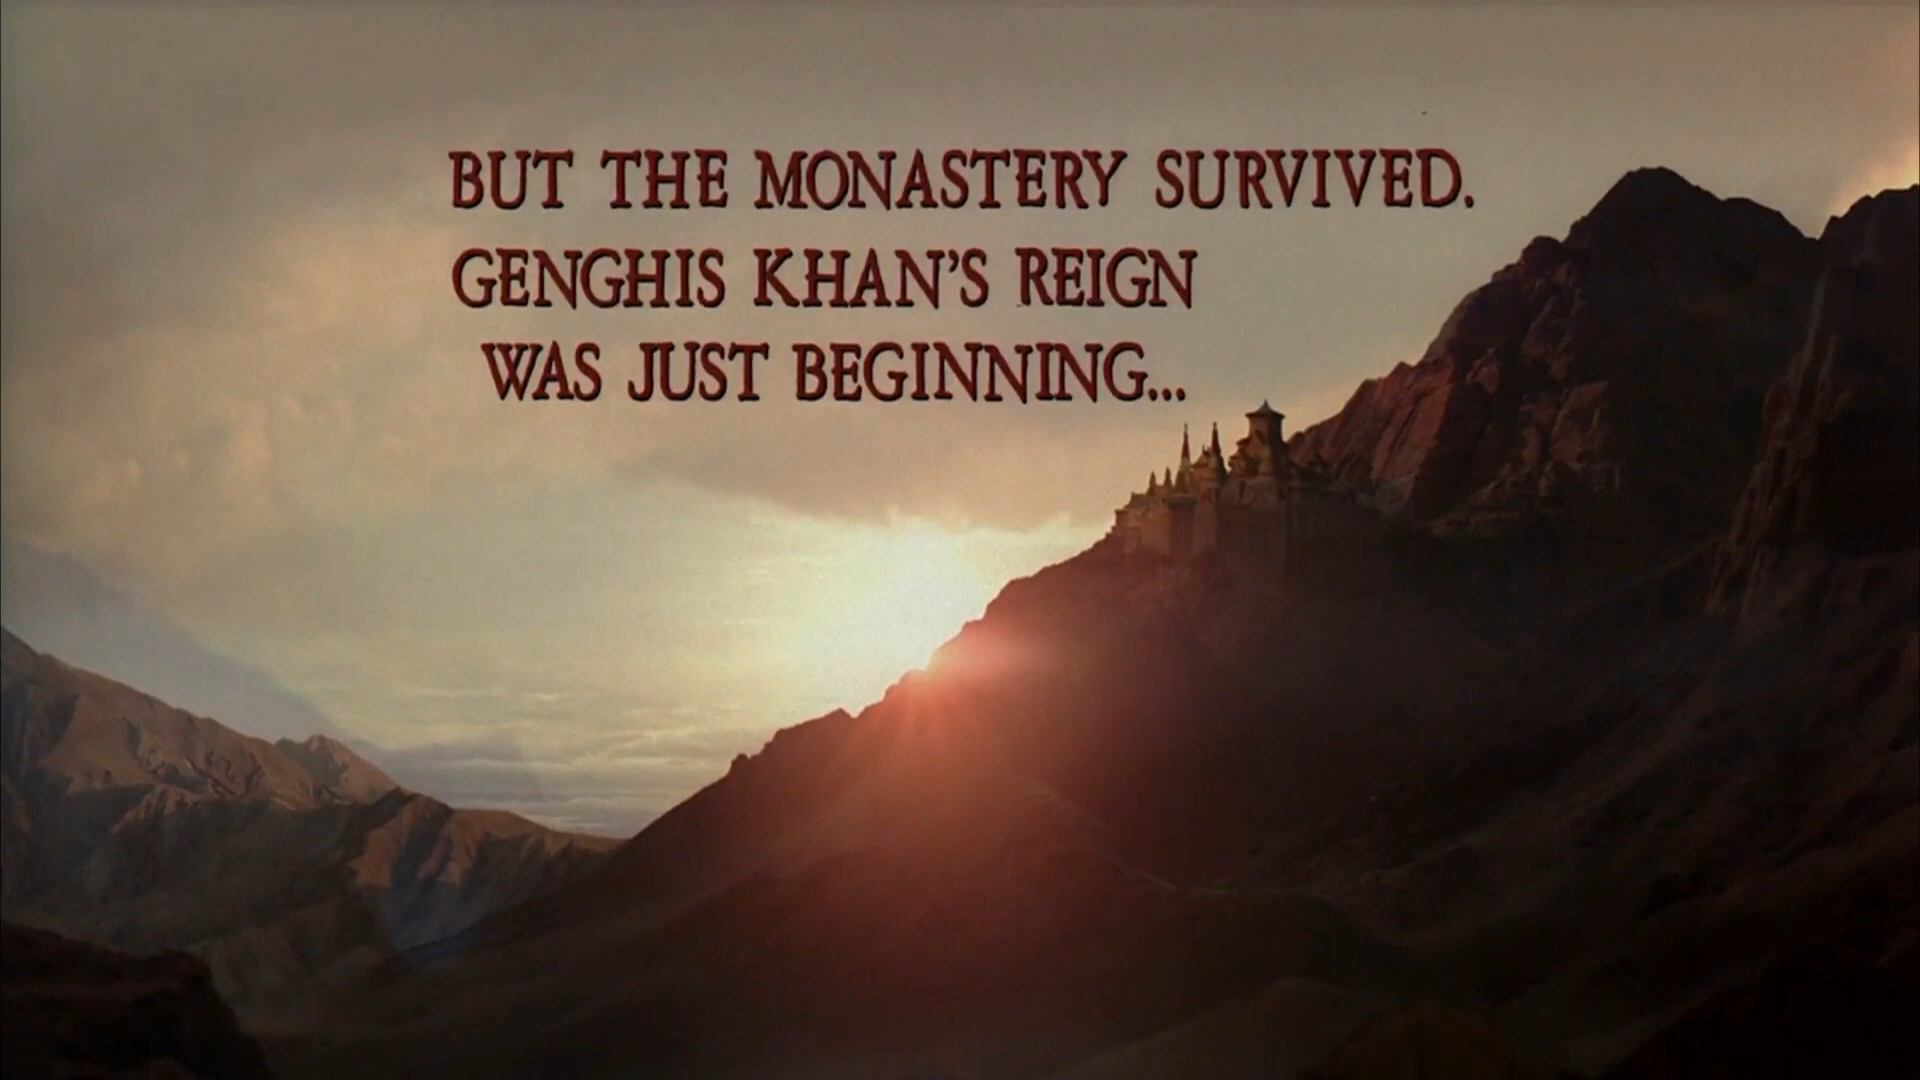 BUT THE MONASTERY SURVIVED.
GENGHIS KHAN'S REIGN
WAS JUST BEGINNING...